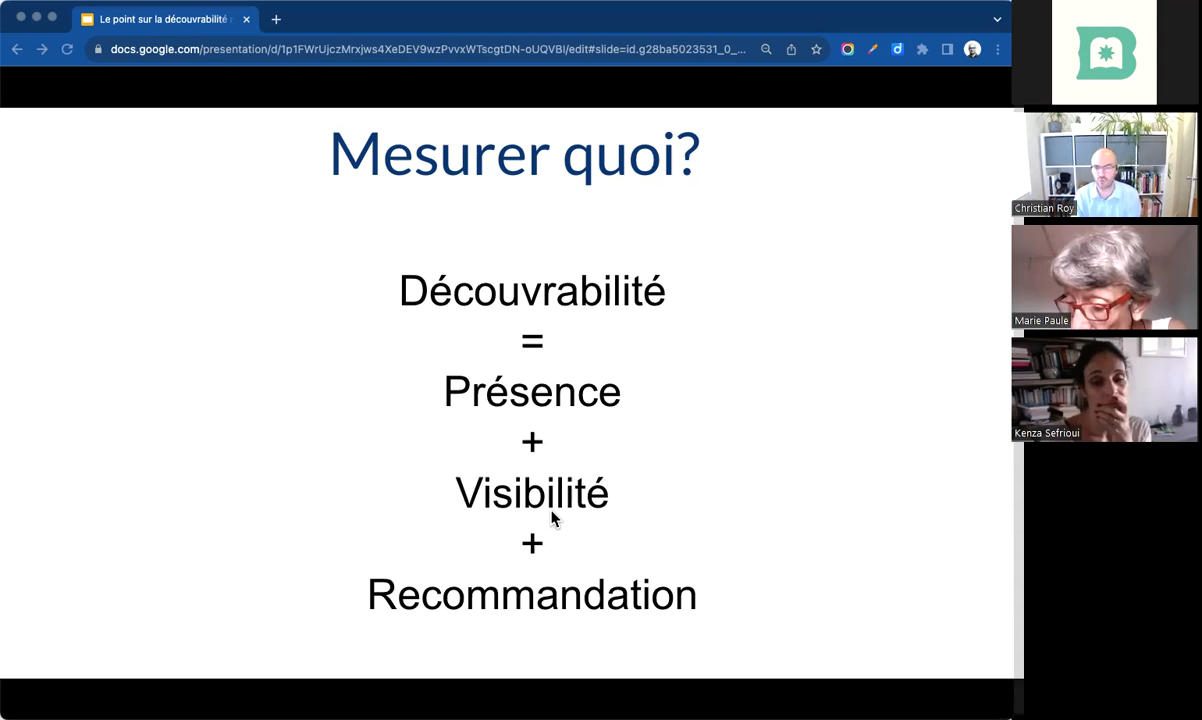 Le point sur la découvrabilité
docs.google.com/presentation/d/1p1FWrUjczMrxjws4XeDEV9wzPvvxWTscgtDN-oUQVBI/edit#slide=id.g28ba5023531_0_...
Mesurer quoi?
Découvrabilité
=
Présence
+
Visibilité
+
Recommandation
Christian Roy
Marie Paule
Kenza Sefrioui